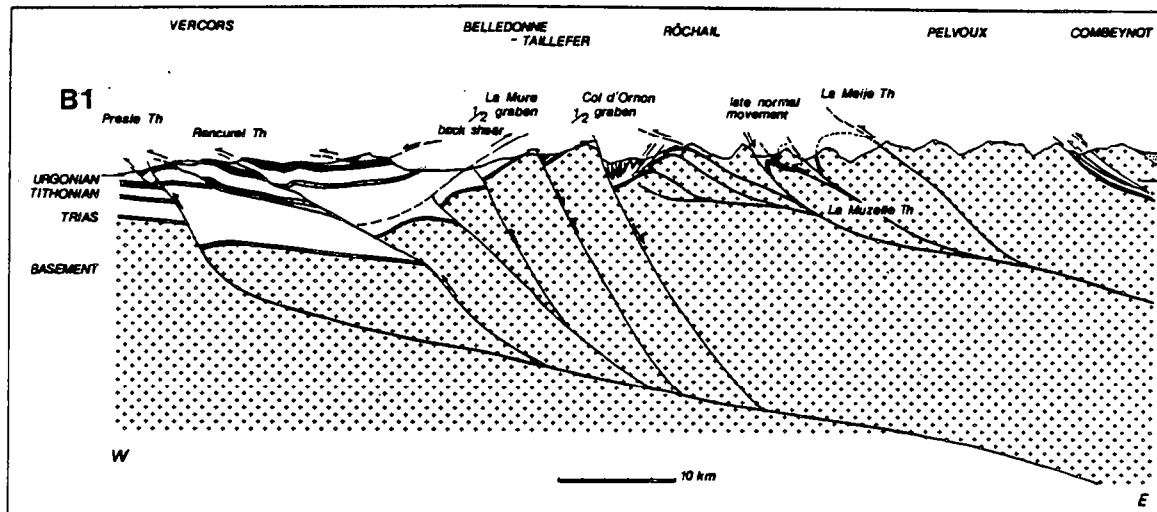 VERCORS
BELLEDONNE
- TAILLEFER
RÔCHAIL
PELVOUX
COMBEYNOT
B1
Presle Th
Rencurel Th
back shear
La Mure
1/2 graben
Col d'Ornon
1/2 graben
late normal
movement
La Meije Th
URGONIAN
TITHONIAN
TRIAS
BASEMENT
La Muzelle Th
W
10 km
E